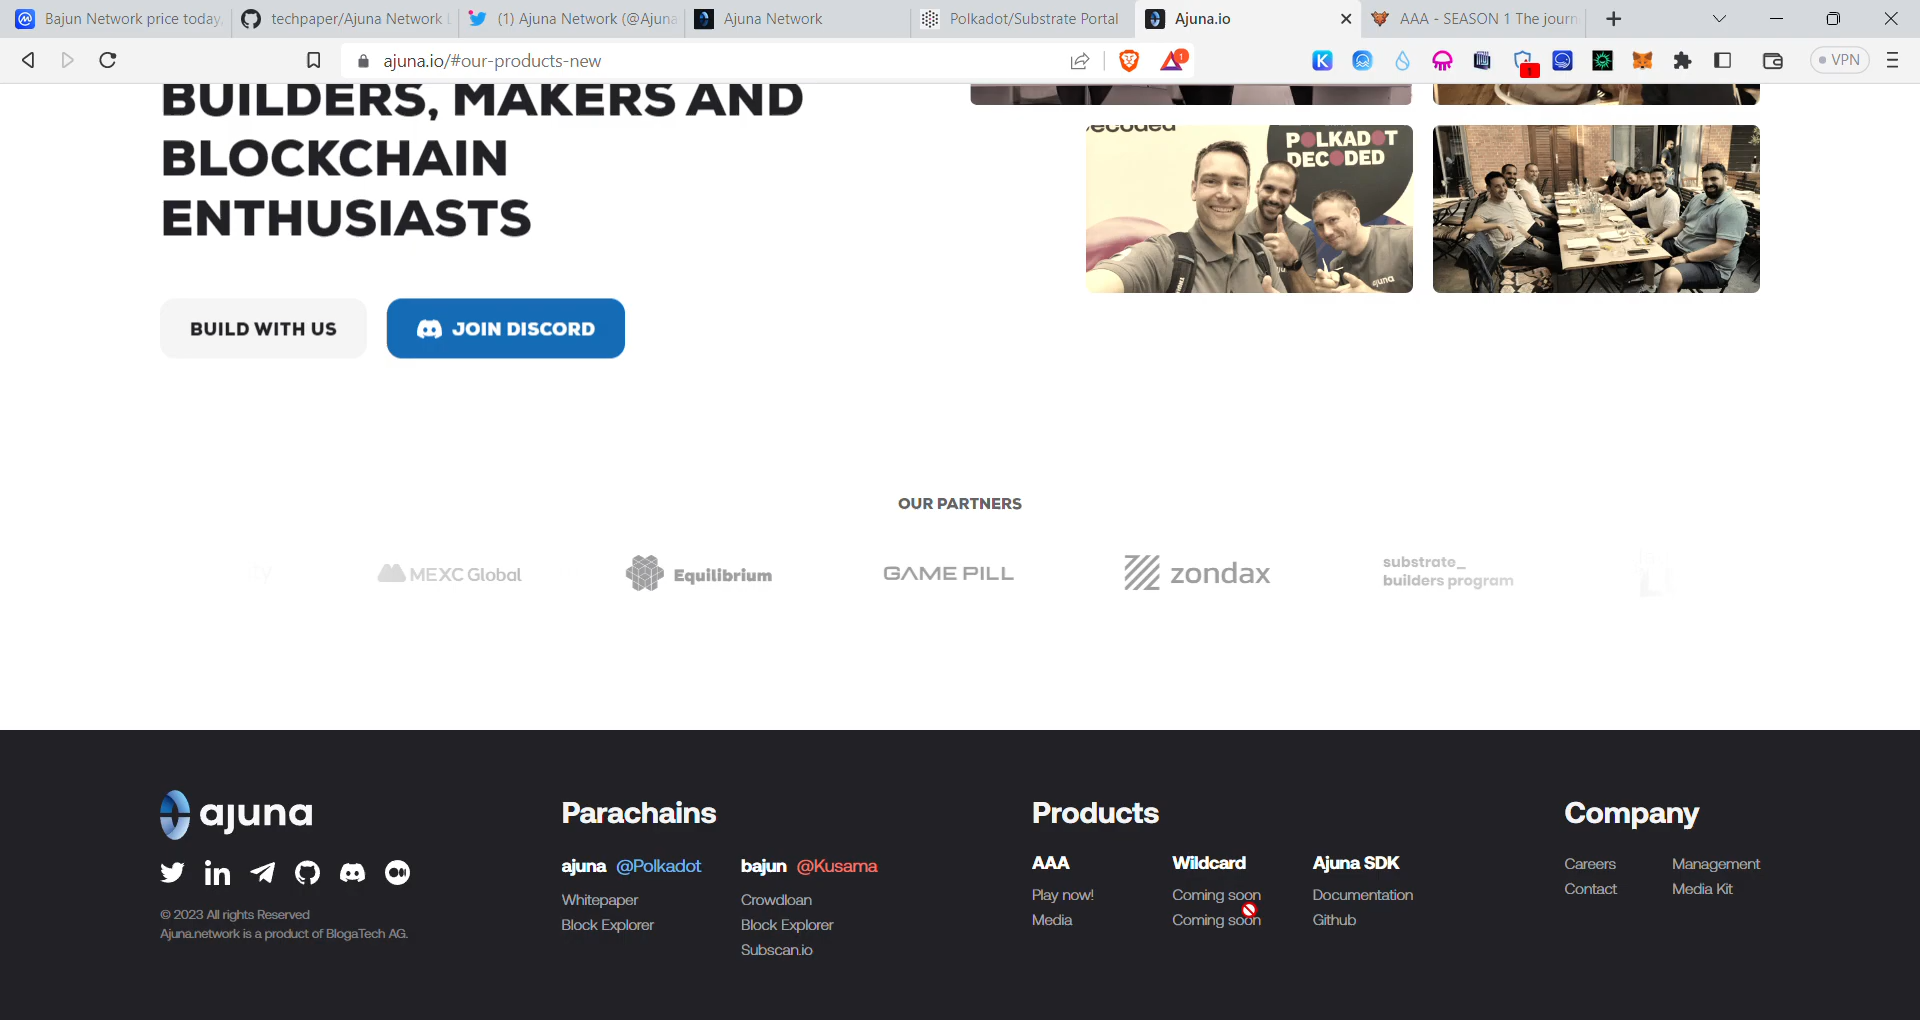 Bajun Network price today,
techpaper/Ajuna Network
(1) Ajuna Network (@Ajuna
Ajuna Network
Polkadot/Substrate Portal
Ajuna.io
AAA - SEASON 1 The journ
ajuna.io/#our-products-new
1
K
1
VPN
BUILDERS, MAKERS AND
BLOCKCHAIN
ENTHUSIASTS
decoded
POLKADOT
DECODED
ajuna
BUILD WITH US
JOIN DISCORD
OUR PARTNERS
MEXC Global
Equilibrium
GAME PILL
zondax
substrate_
builders program
ajuna
Parachains
Products
Company
ajuna @Polkadot
bajun @Kusama
AAA
Wildcard
Ajuna SDK
Careers
Management
Whitepaper
Crowdloan
Play now!
Coming soon
Documentation
Contact
Media Kit
Block Explorer
Block Explorer
Media
Coming soon
Github
Subscan.io
© 2023 All rights Reserved
Ajuna.network is a product of BlogaTech AG.